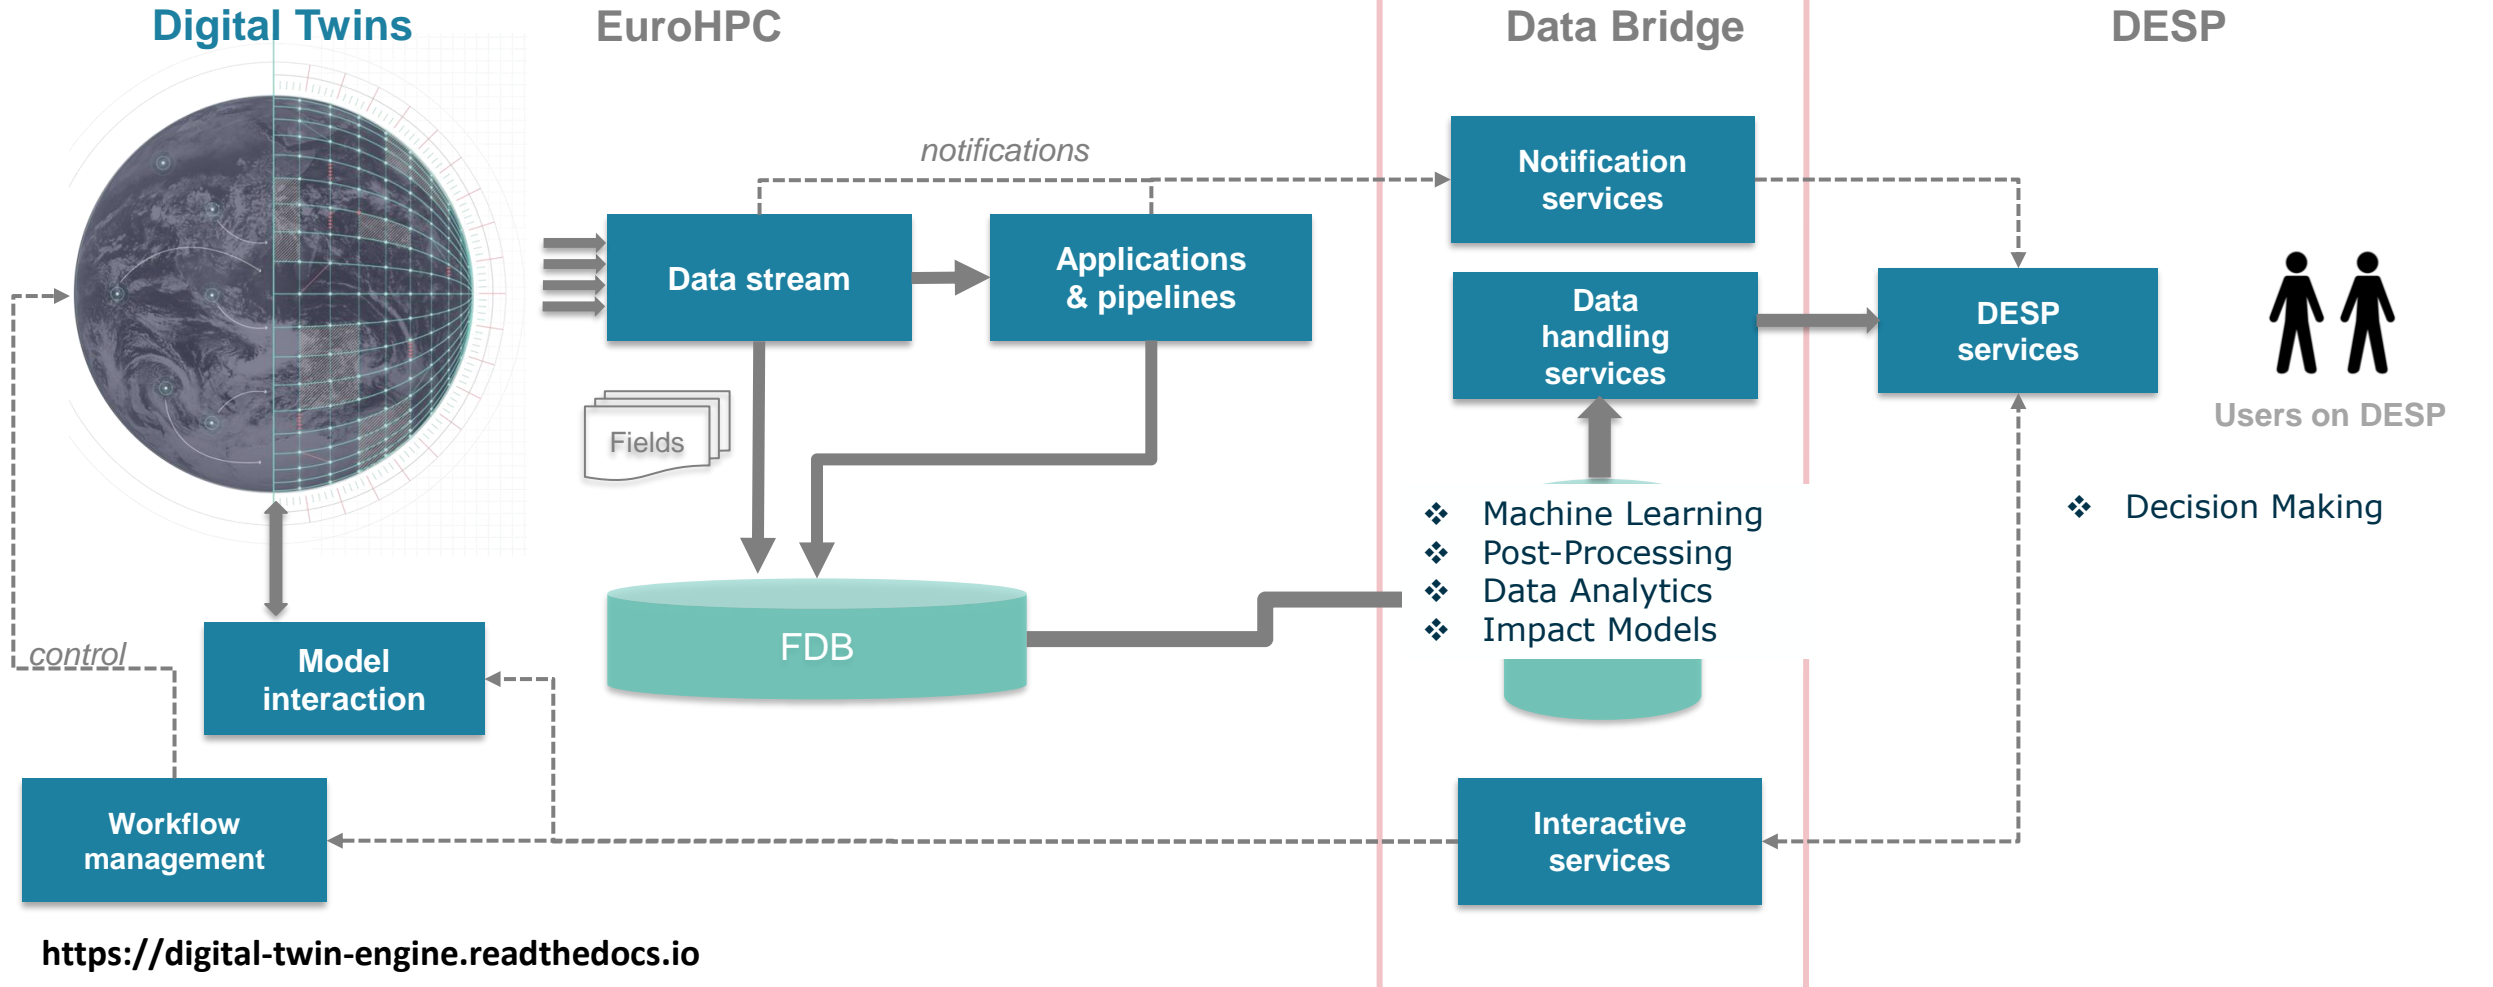 Digital Twins
EuroHPC
Data Bridge
DESP
notifications
Notification
services
Data stream
Applications
& pipelines
Data
handling
services
DESP
services
Users on DESP
Fields
❖ Machine Learning
❖ Post-Processing
❖ Data Analytics
❖ Impact Models
❖ Decision Making
FDB
control
Model
interaction
Workflow
management
Interactive
services
https://digital-twin-engine.readthedocs.io